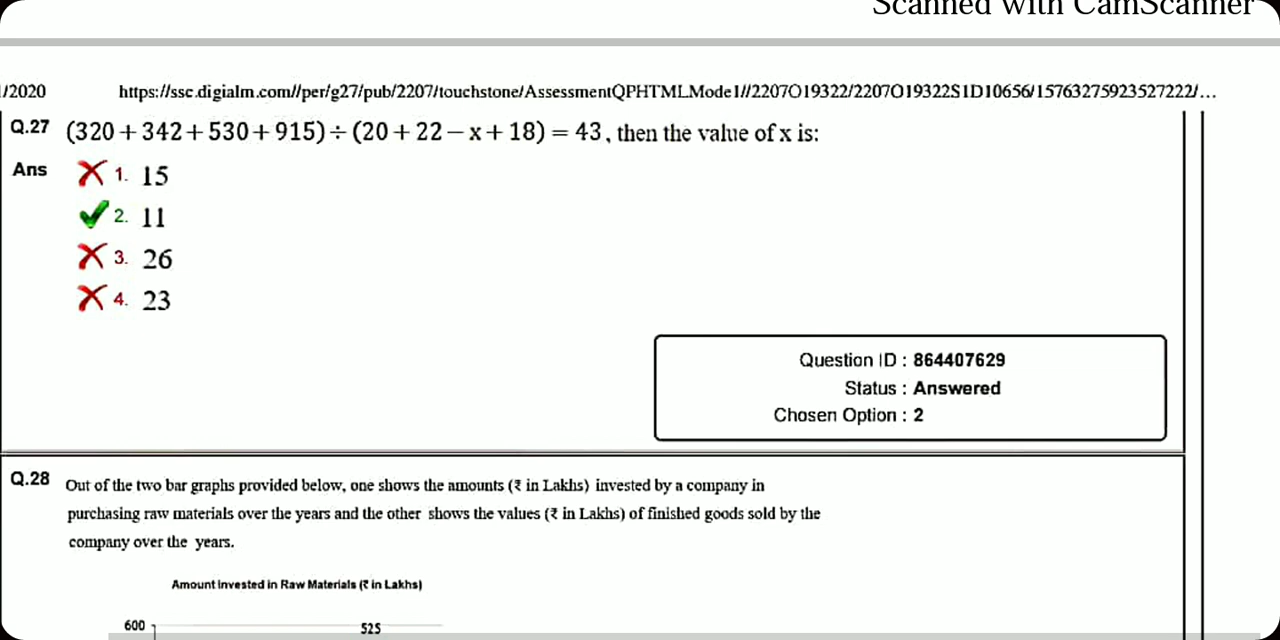 Scanned with CamScanner
/2020 https://ssc.digialm.com//per/g27/pub/2207/touchstone/AssessmentQPHTMLMode1//2207O19322/2207O19322S1D10656/15763275923527222/…
Q.27 (320 + 342 + 530 + 915) ÷ (20 + 22 – x + 18) = 43, then the value of x is:
Ans 1. 15
2. 11
3. 26
4. 23
Question ID : 864407629
Status : Answered
Chosen Option : 2
Q.28 Out of the two bar graphs provided below, one shows the amounts (₹ in Lakhs) invested by a company in
purchasing raw materials over the years and the other shows the values (₹ in Lakhs) of finished goods sold by the
company over the years.
Amount Invested in Raw Materials (₹ in Lakhs)
600
525